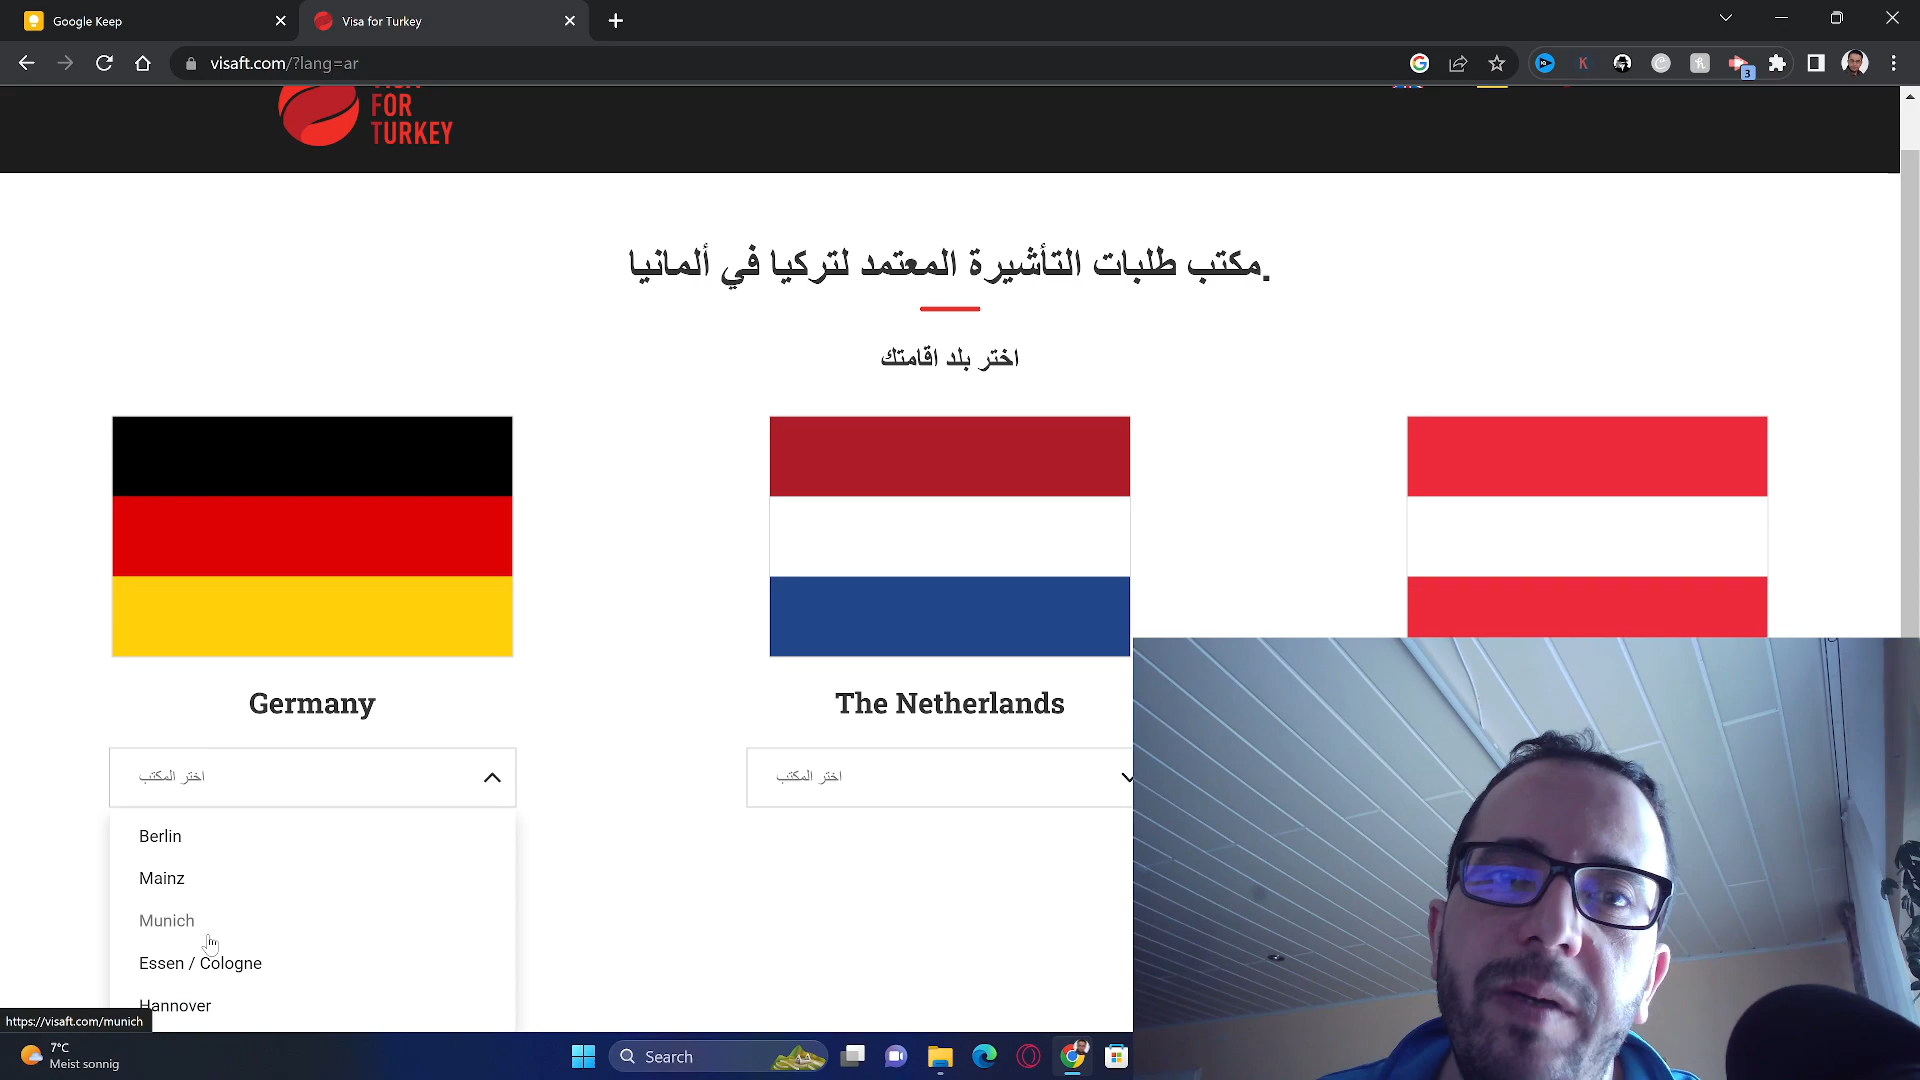 Google Keep
Visa for Turkey
visaft.com/?lang=ar
3
FOR
TURKEY
مكتب طلبات التأشيرة المعتمد لتركيا في ألمانيا.
اختر بلد اقامتك
Germany
The Netherlands
اختر المكتب
اختر المكتب
Berlin
Mainz
Munich
Essen / Cologne
Hannover
https://visaft.com/munich
7°C
Meist sonnig
Search